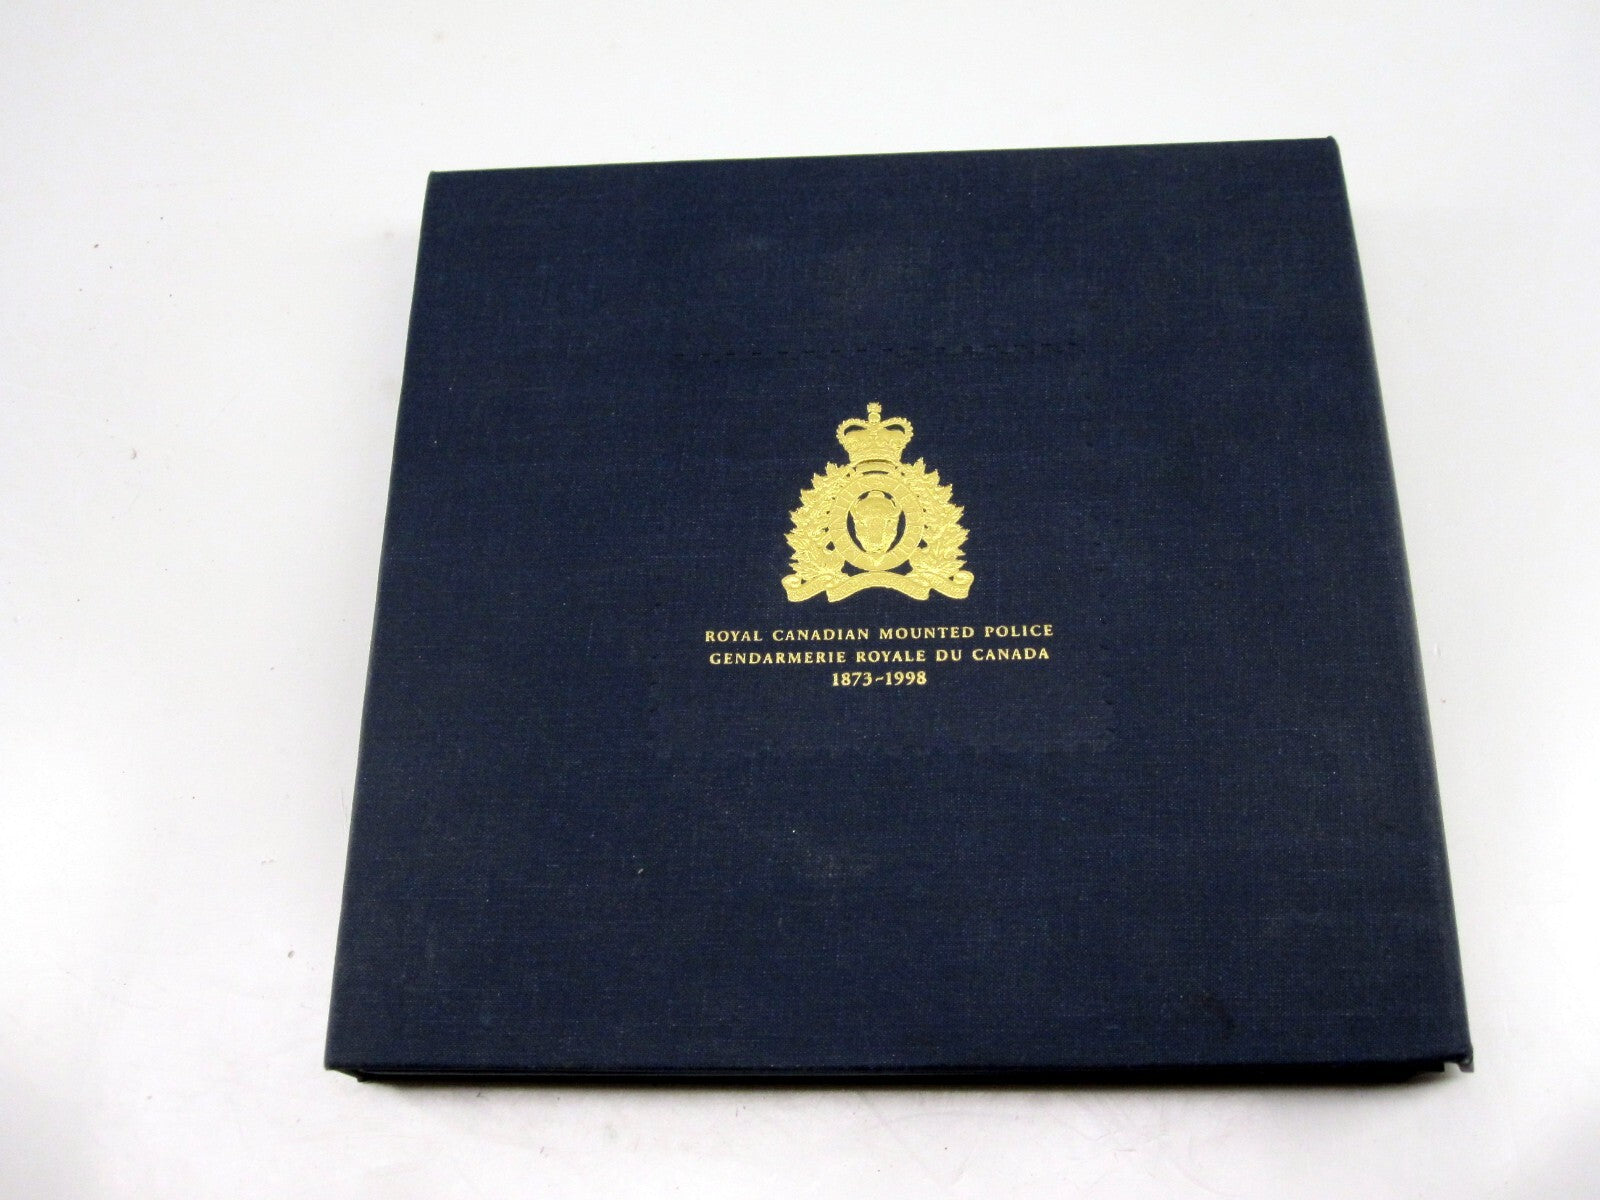 ROYAL CANADIAN MOUNTED POLICE
GENDARMERIE ROYALE DU CANADA
1873~1998